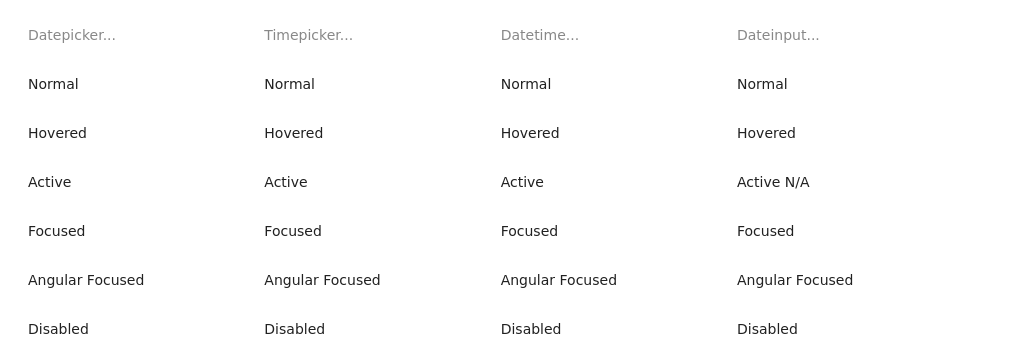 Datepicker... Timepicker... Datetime... Dateinput...
Normal Normal Normal Normal
Hovered Hovered Hovered Hovered
Active Active Active Active N/A
Focused Focused Focused Focused
Angular Focused Angular Focused Angular Focused Angular Focused
Disabled Disabled Disabled Disabled